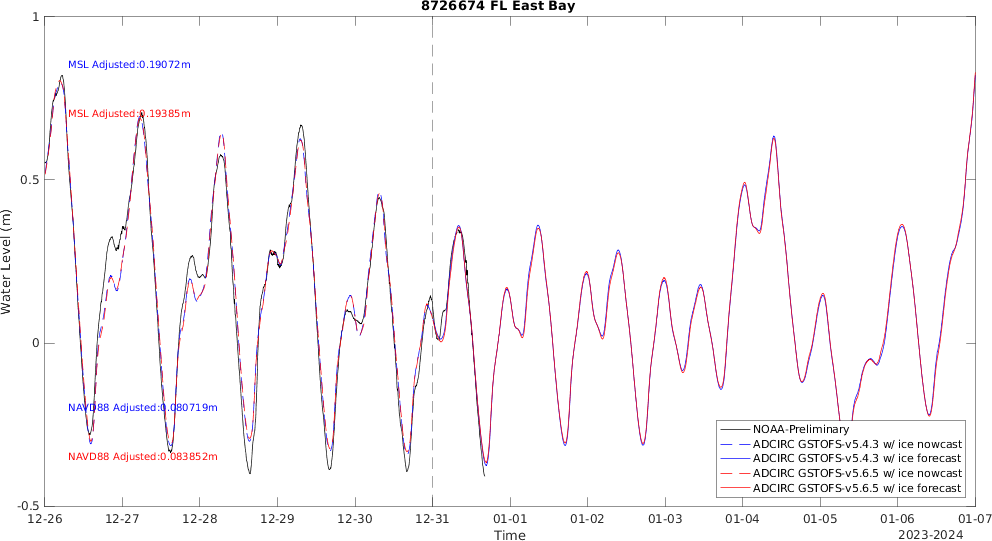 8726674 FL East Bay
1
MSL Adjusted:0.19072m
MSL Adjusted:0.19385m
0.5
Water Level (m)
0
NAVD88 Adjusted:0.080719m
NAVD88 Adjusted:0.083852m
NOAA-Preliminary
ADCIRC GSTOFS-v5.4.3 w/ ice nowcast
ADCIRC GSTOFS-v5.4.3 w/ ice forecast
ADCIRC GSTOFS-v5.6.5 w/ ice nowcast
ADCIRC GSTOFS-v5.6.5 w/ ice forecast
-0.5
12-26 12-27 12-28 12-29 12-30 12-31 01-01 01-02 01-03 01-04 01-05 01-06 01-07
Time
2023-2024